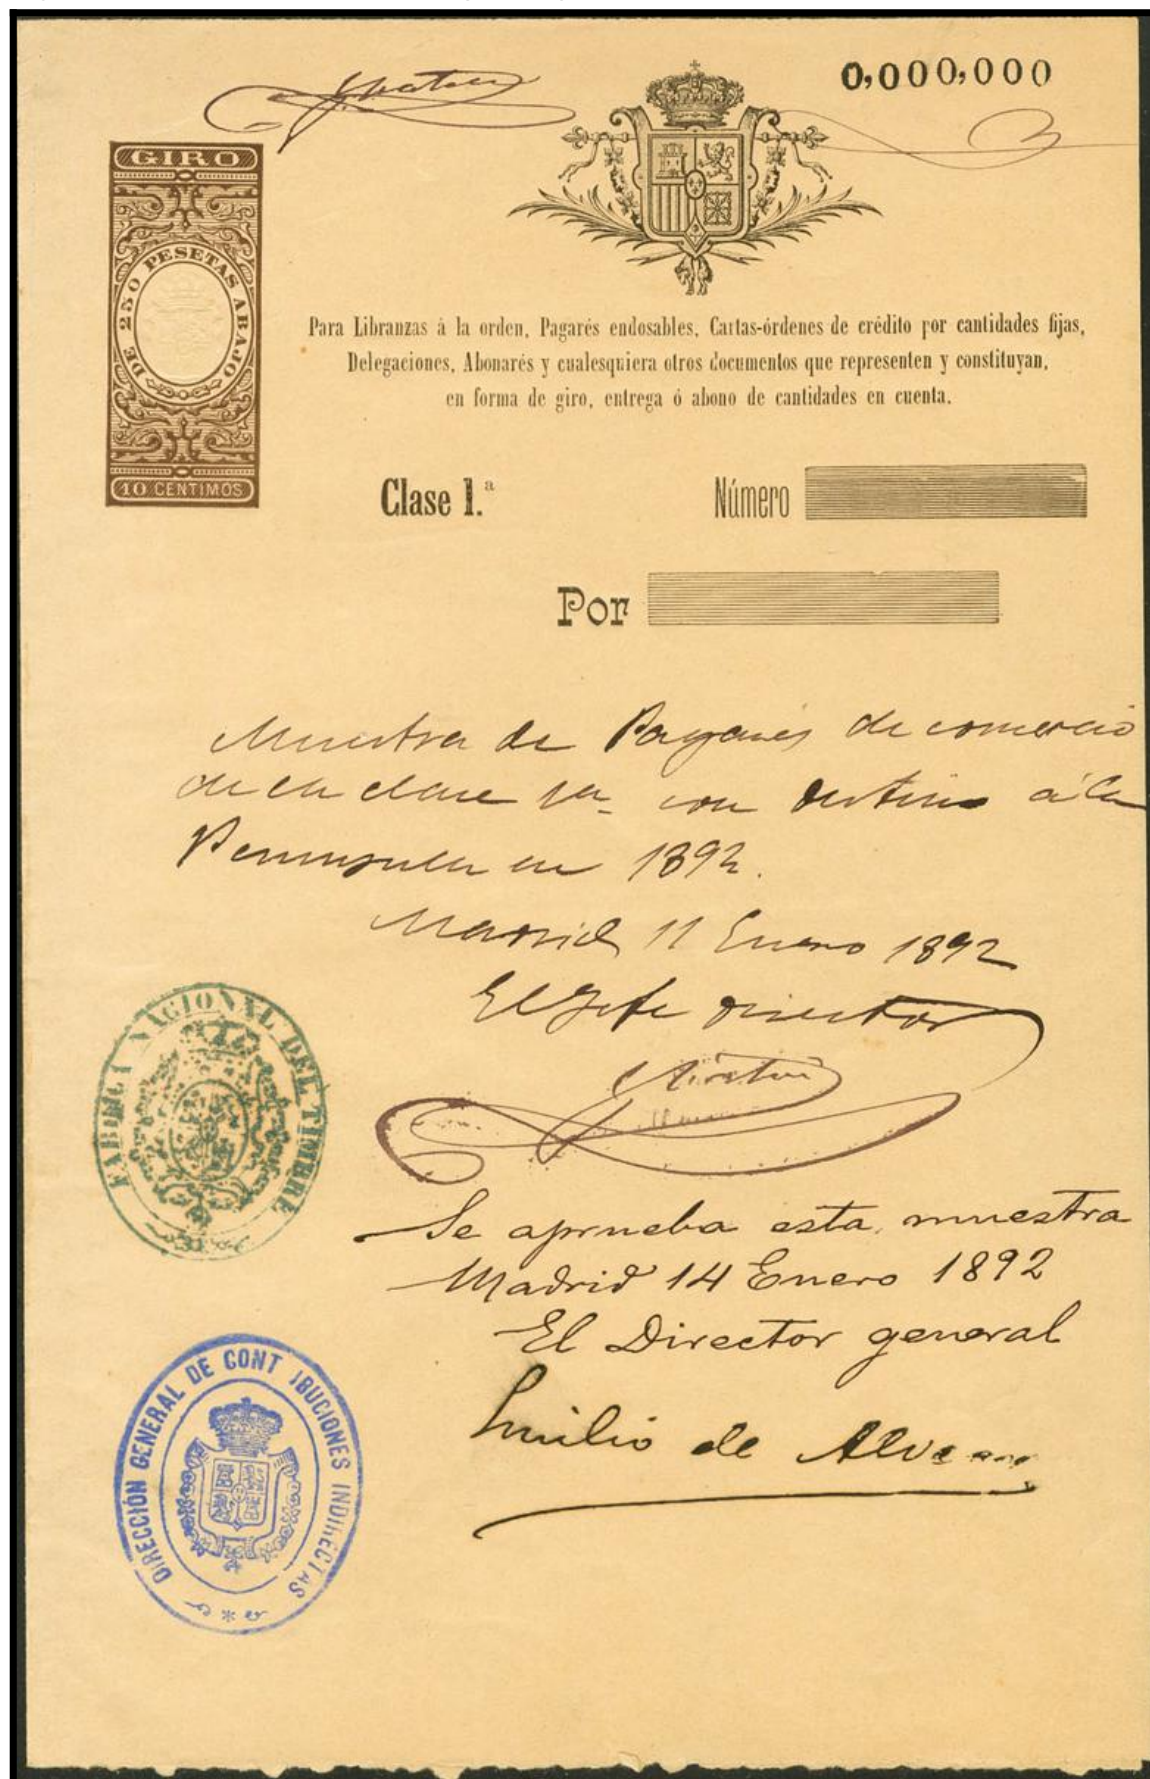 0,000,000
GIRO
DE 250 PESETAS ABAJO
10 CENTIMOS
Para Libranzas á la orden, Pagarés endosables, Cartas-órdenes de crédito por cantidades fijas,
Delegaciones, Abonarés y cualesquiera otros documentos que representen y constituyan,
en forma de giro, entrega ó abono de cantidades en cuenta.
Clase 1.ª
Número
Por
Muestra de Pagarés de comercio
de la clase 1a con destino á la
Peninsula en 1892.
Madrid 11 Enero 1892
El Jefe director
FABRICA NACIONAL DEL TIMBRE
Se aprueba esta muestra
Madrid 14 Enero 1892
El Director general
Emilio de
DIRECCIÓN GENERAL DE CONT IBUCIONES INDIRECTAS